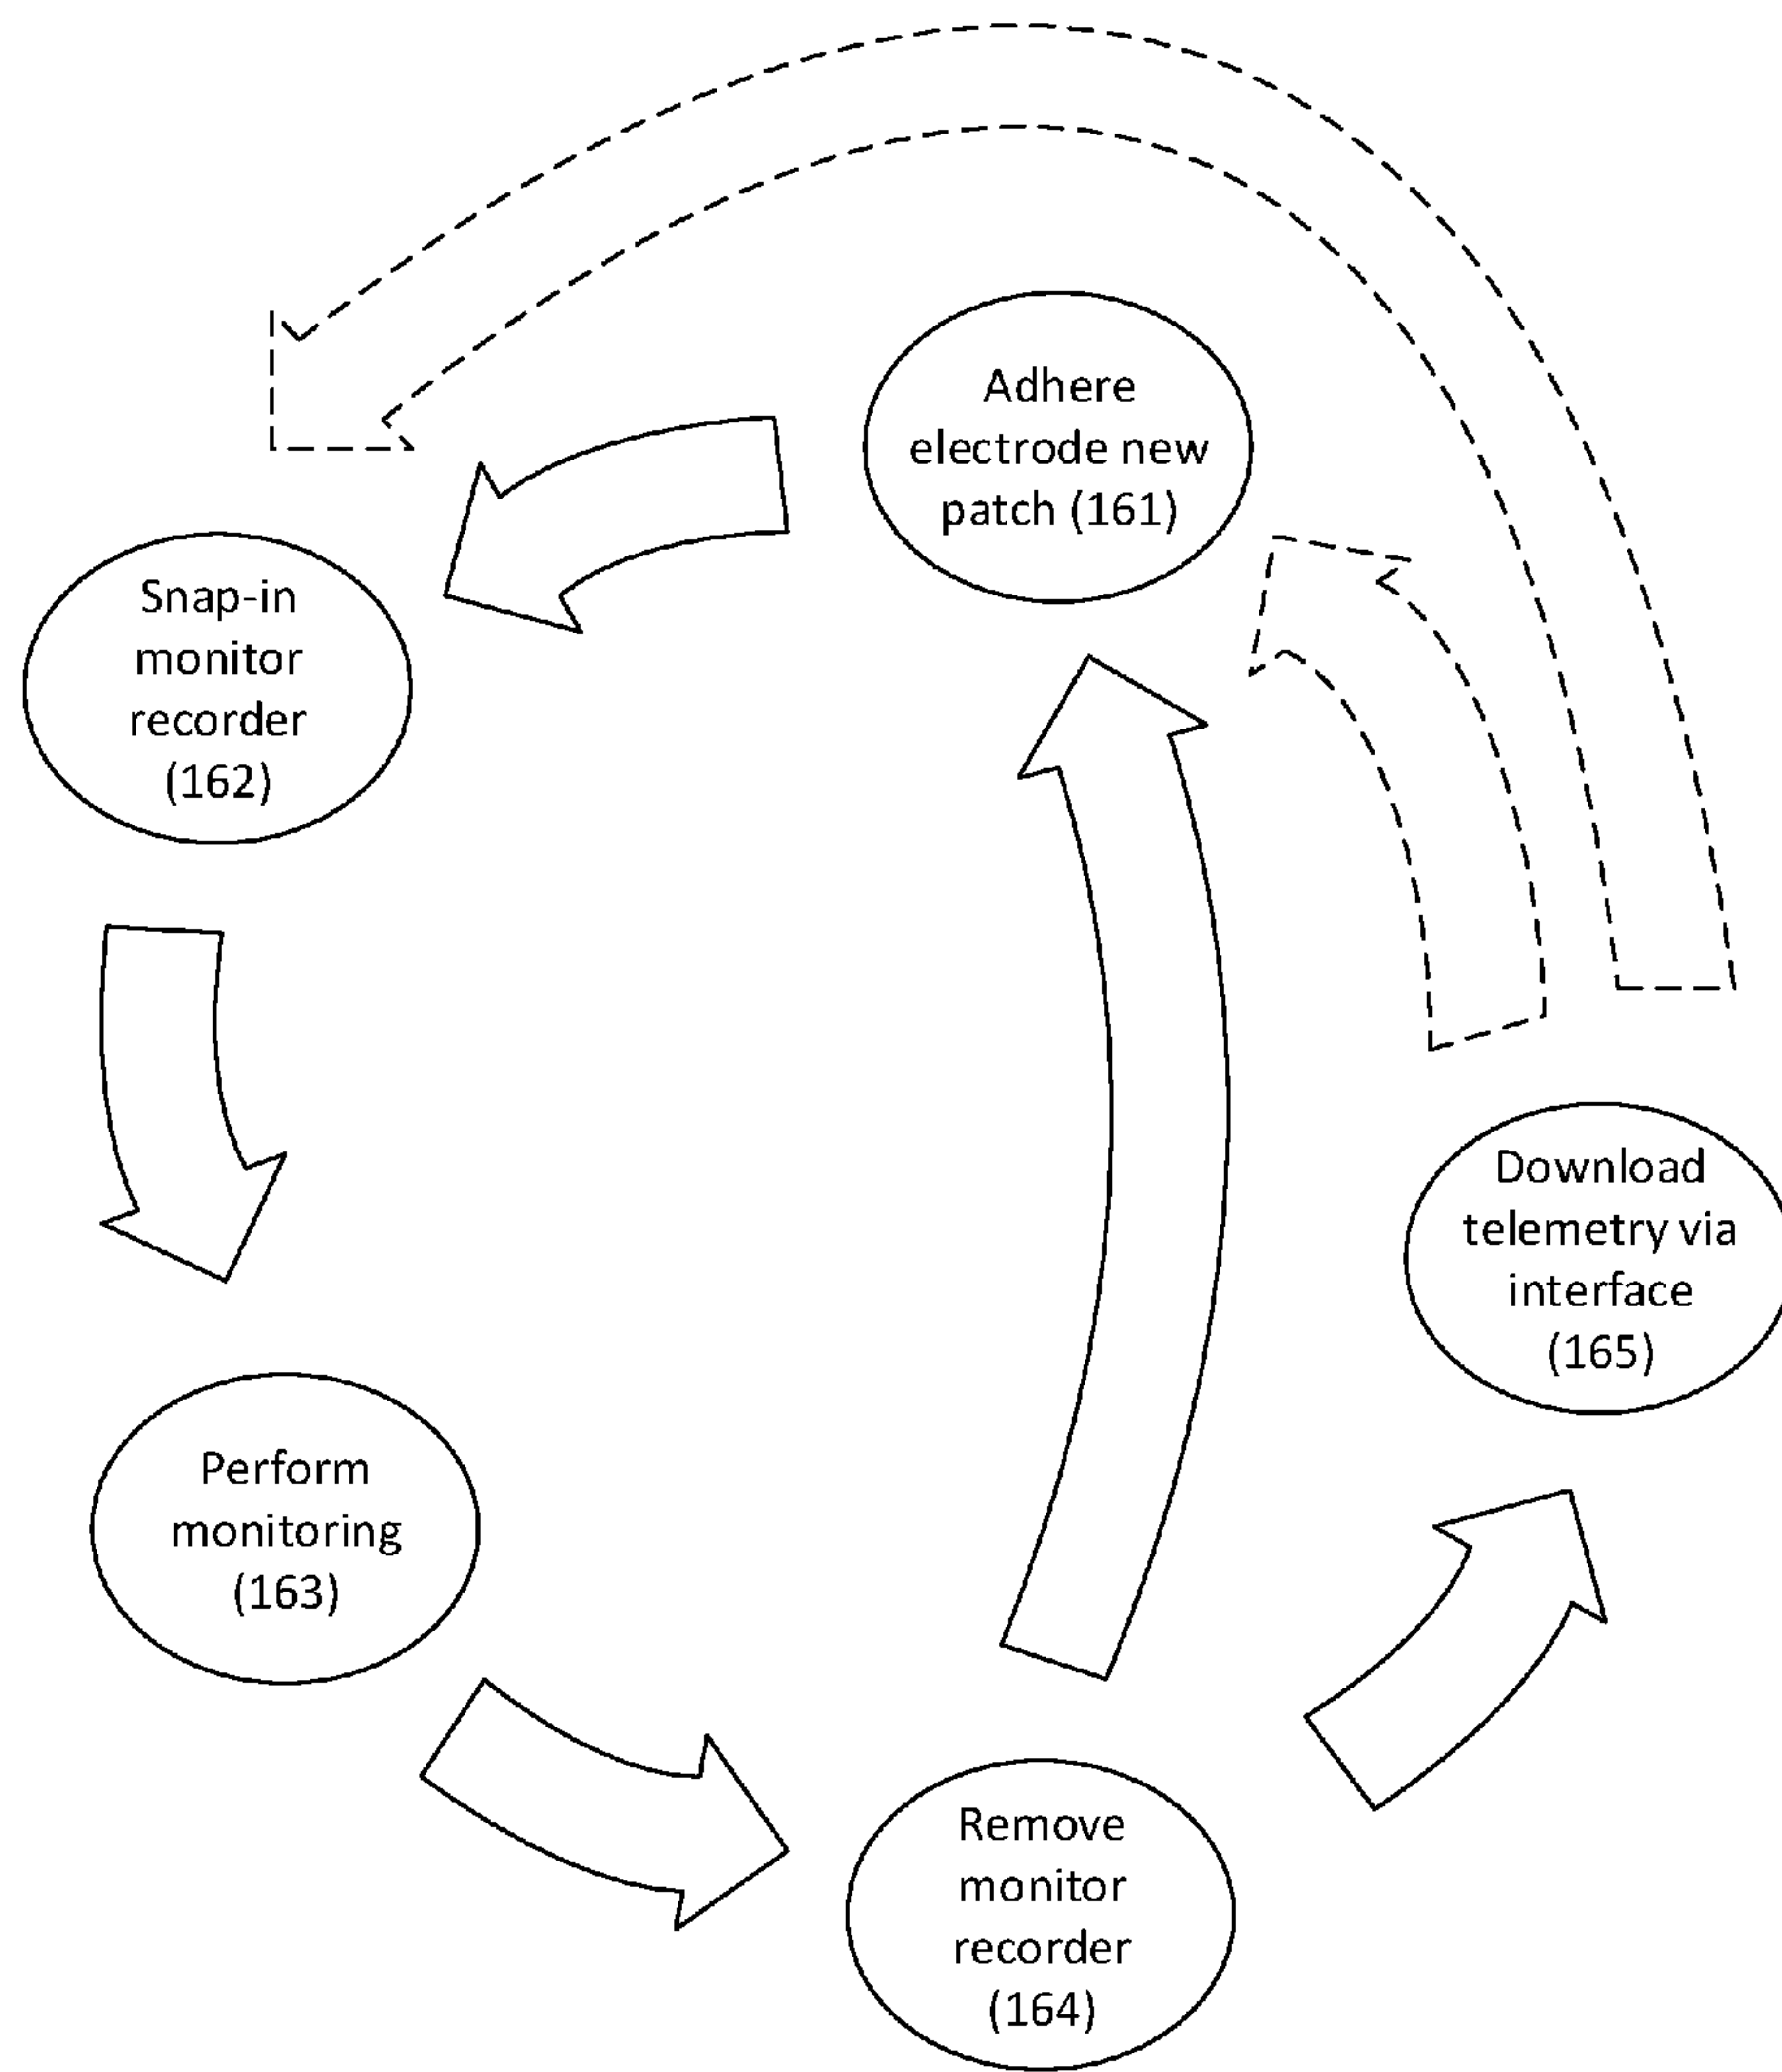 Adhere
electrode new
patch (161)
Snap-in
monitor
recorder
(162)
Perform
monitoring
(163)
Remove
monitor
recorder
(164)
Download
telemetry via
interface
(165)